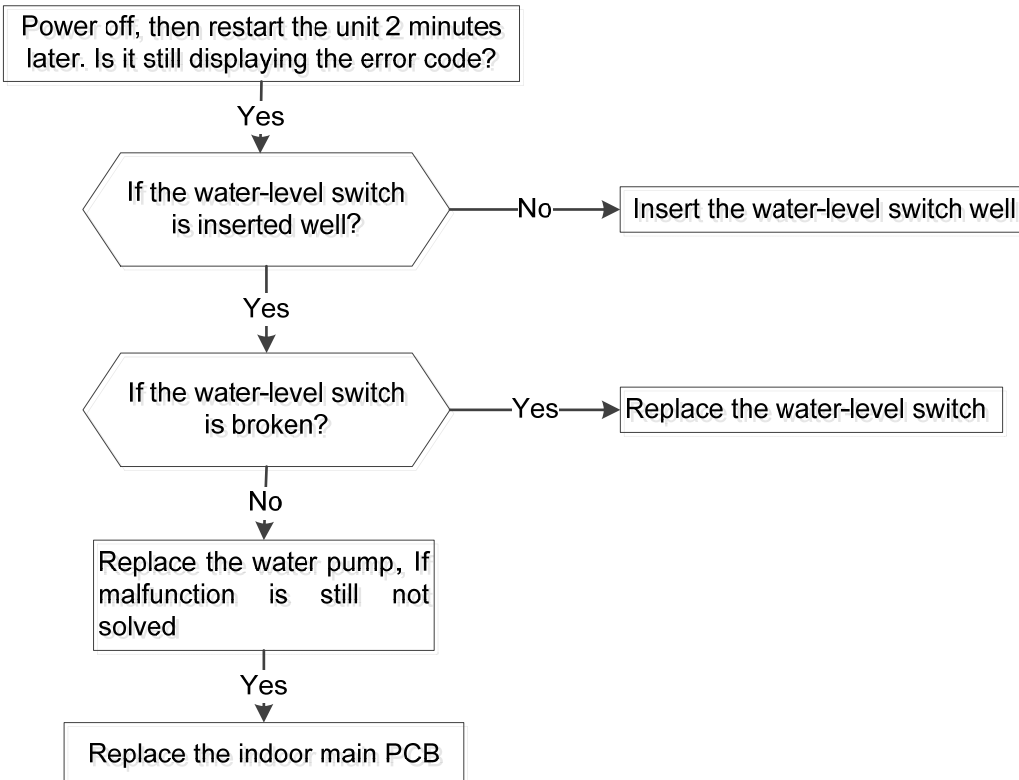 Power off, then restart the unit 2 minutes
later. Is it still displaying the error code?
Yes
If the water-level switch
is inserted well?
No
Insert the water-level switch well
Yes
If the water-level switch
is broken?
Yes
Replace the water-level switch
No
Replace the water pump, If
malfunction is still not
solved
Yes
Replace the indoor main PCB